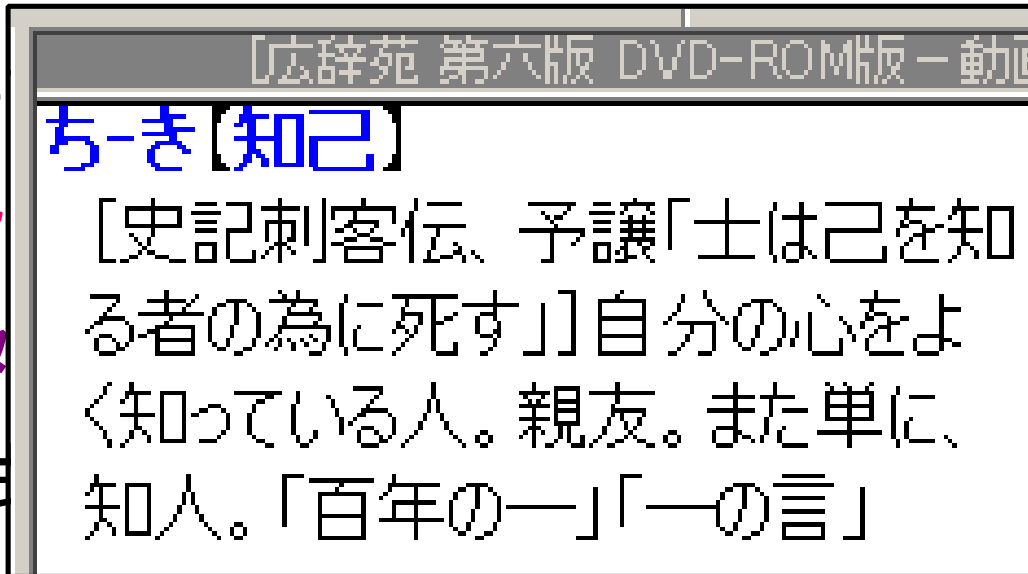 [広辞苑 第六版 DVD-ROM版 − 動画
ち-き【知己】
[史記刺客伝、予譲「士は己を知
る者の為に死す」]自分の心をよ
く知っている人。親友。また単に、
知人。「百年の―」「―の言」